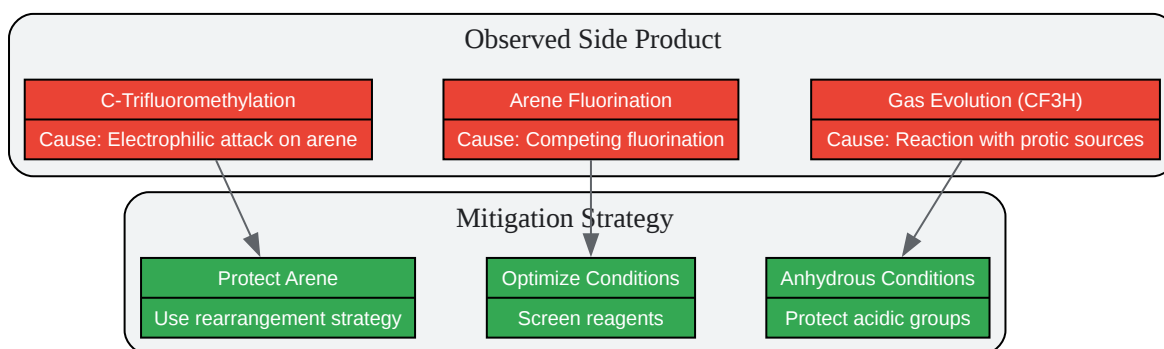 Observed Side Product
C-Trifluoromethylation
Cause: Electrophilic attack on arene
Arene Fluorination
Cause: Competing fluorination
Gas Evolution (CF3H)
Cause: Reaction with protic sources
Mitigation Strategy
Protect Arene
Use rearrangement strategy
Optimize Conditions
Screen reagents
Anhydrous Conditions
Protect acidic groups